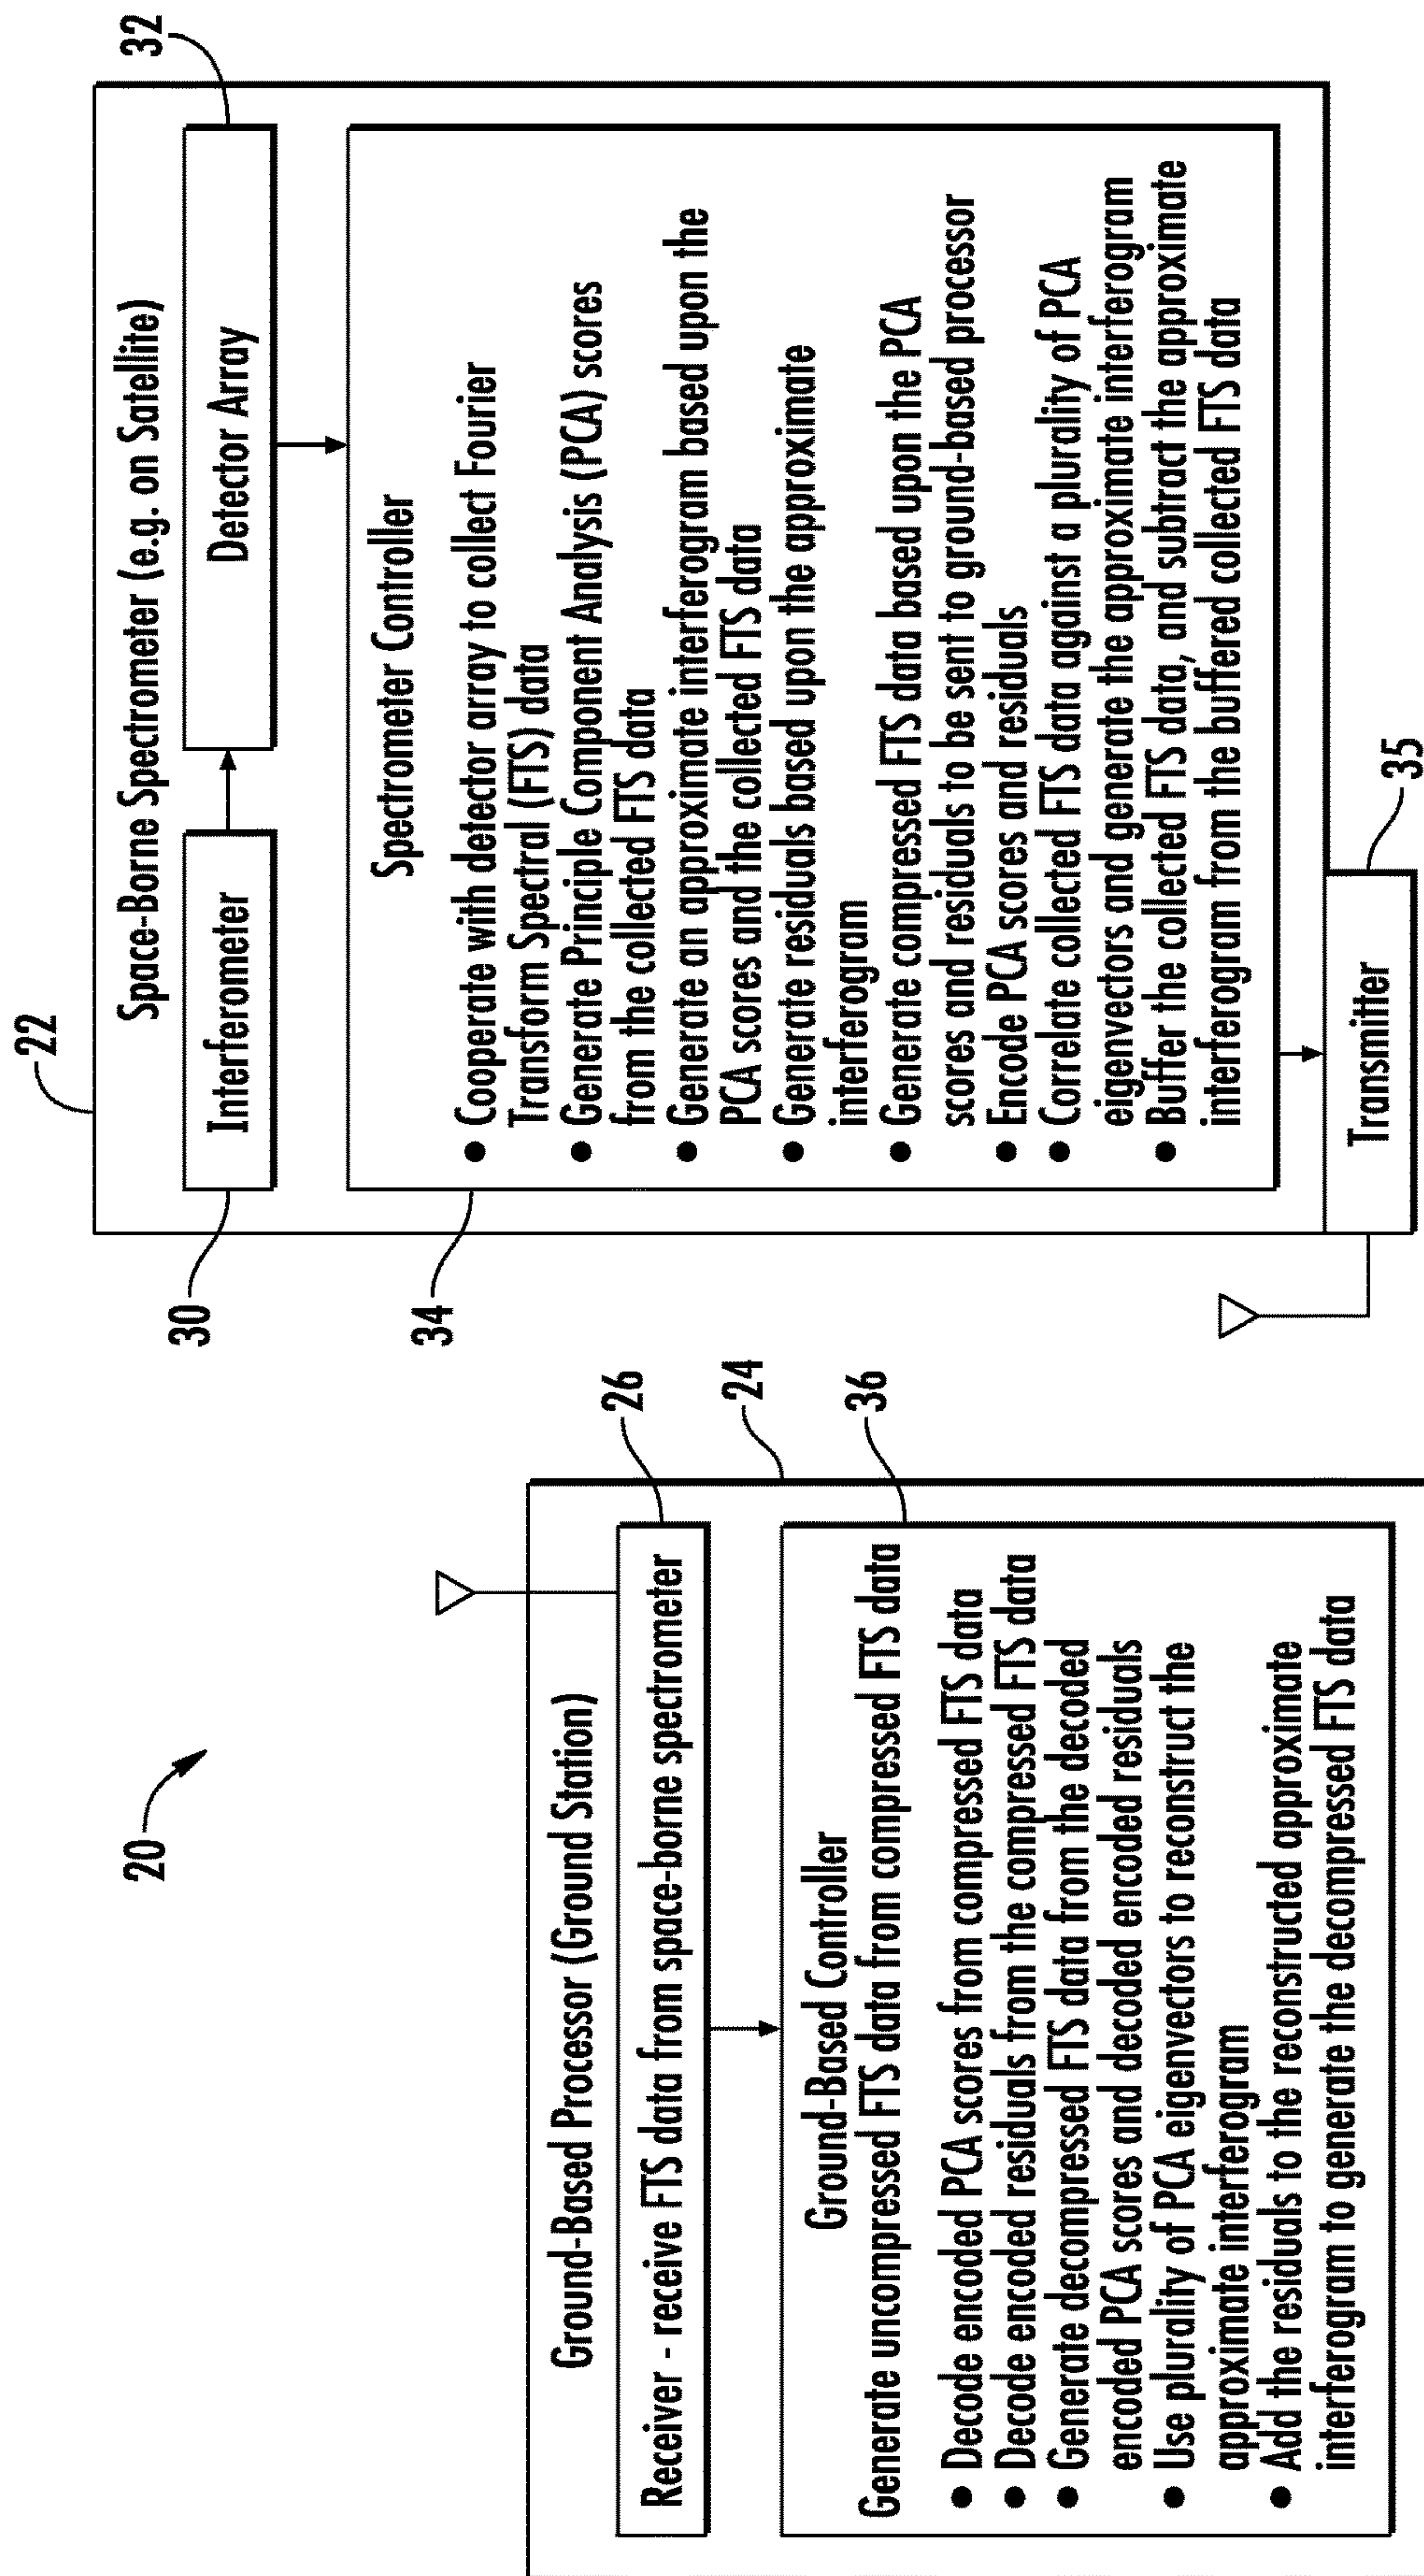 20
Ground-Based Processor (Ground Station)
Receiver - receive FTS data from space-borne spectrometer
26
24
Ground-Based Controller
Generate uncompressed FTS data from compressed FTS data
36
● Decode encoded PCA scores from compressed FTS data
● Decode encoded residuals from the compressed FTS data
● Generate decompressed FTS data from the decoded
encoded PCA scores and decoded encoded residuals
● Use plurality of PCA eigenvectors to reconstruct the
approximate interferogram
● Add the residuals to the reconstructed approximate
interferogram to generate the decompressed FTS data
22
Space-Borne Spectrometer (e.g. on Satellite)
32
Interferometer
Detector Array
30
Spectrometer Controller
34
● Cooperate with detector array to collect Fourier
Transform Spectral (FTS) data
● Generate Principle Component Analysis (PCA) scores
from the collected FTS data
● Generate an approximate interferogram based upon the
PCA scores and the collected FTS data
● Generate residuals based upon the approximate
interferogram
● Generate compressed FTS data based upon the PCA
scores and residuals to be sent to ground-based processor
● Encode PCA scores and residuals
● Correlate collected FTS data against a plurality of PCA
eigenvectors and generate the approximate interferogram
● Buffer the collected FTS data, and subtract the approximate
interferogram from the buffered collected FTS data
Transmitter
35